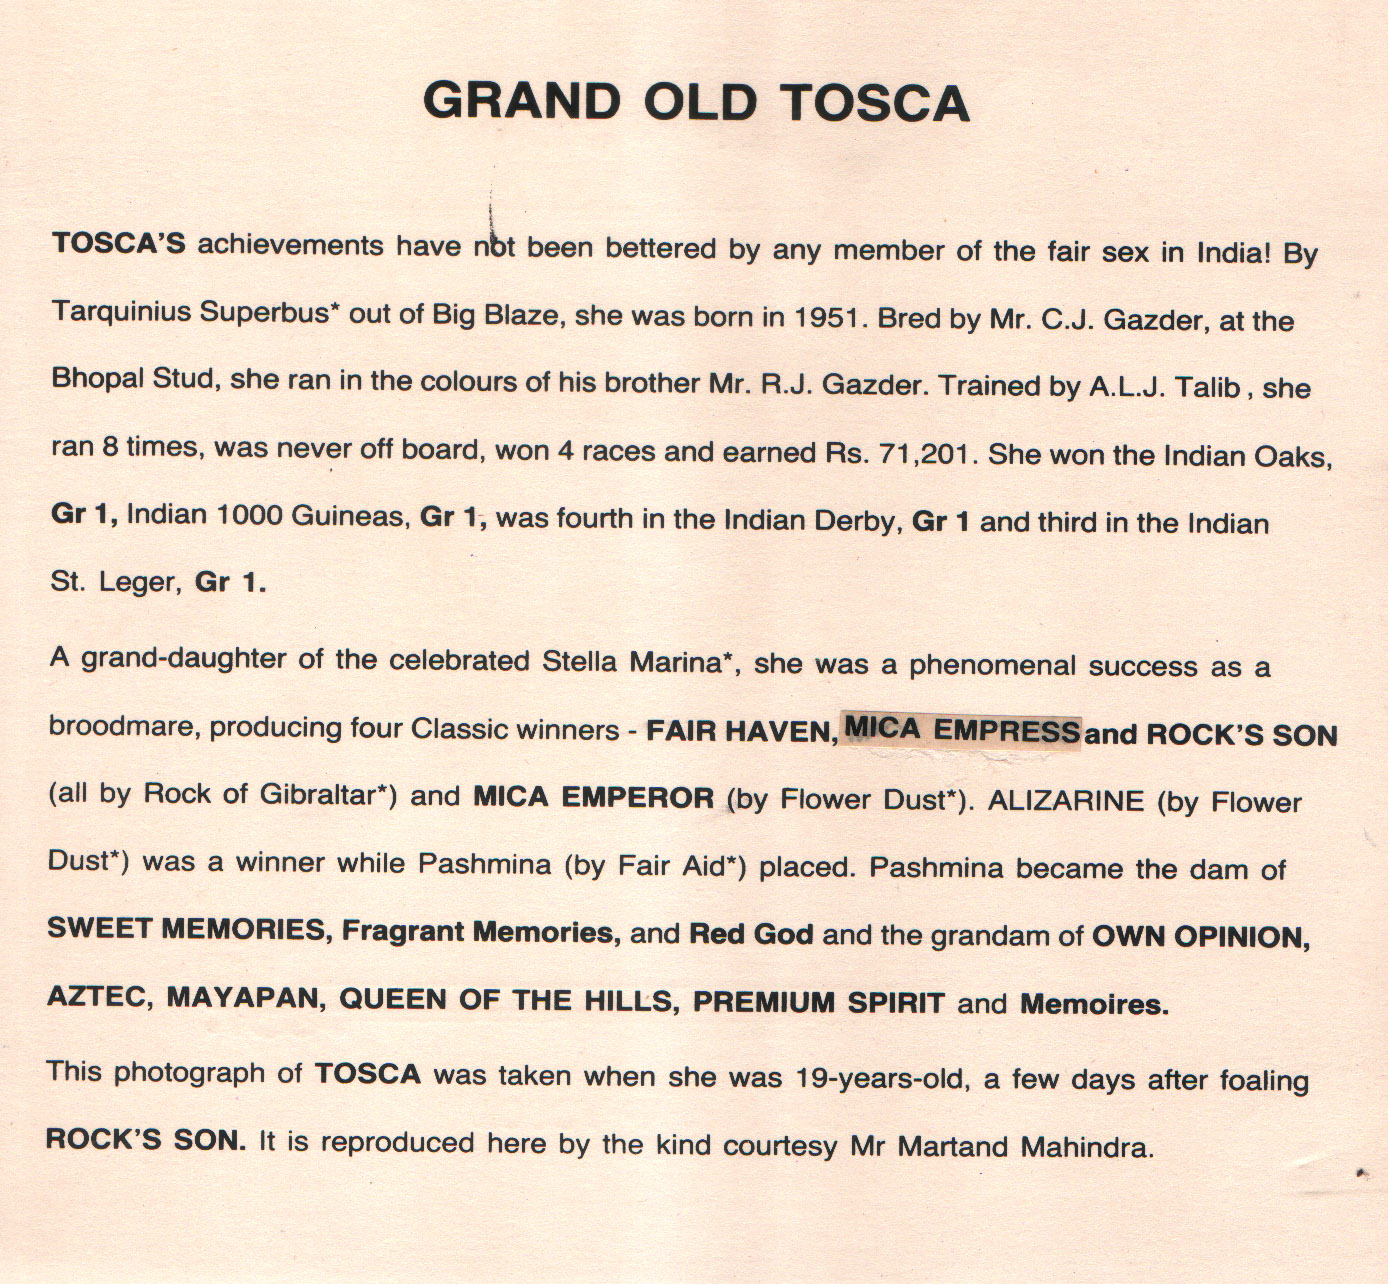 GRAND OLD TOSCA
TOSCA'S achievements have not been bettered by any member of the fair sex in India! By
Tarquinius Superbus* out of Big Blaze, she was born in 1951. Bred by Mr. C.J. Gazder, at the
Bhopal Stud, she ran in the colours of his brother Mr. R.J. Gazder. Trained by A.L.J. Talib, she
ran 8 times, was never off board, won 4 races and earned Rs. 71,201. She won the Indian Oaks,
Gr 1, Indian 1000 Guineas, Gr 1, was fourth in the Indian Derby, Gr 1 and third in the Indian
St. Leger, Gr 1.
A grand-daughter of the celebrated Stella Marina*, she was a phenomenal success as a
broodmare, producing four Classic winners - FAIR HAVEN, MICA EMPRESS and ROCK'S SON
(all by Rock of Gibraltar*) and MICA EMPEROR (by Flower Dust*). ALIZARINE (by Flower
Dust*) was a winner while Pashmina (by Fair Aid*) placed. Pashmina became the dam of
SWEET MEMORIES, Fragrant Memories, and Red God and the grandam of OWN OPINION,
AZTEC, MAYAPAN, QUEEN OF THE HILLS, PREMIUM SPIRIT and Memoires.
This photograph of TOSCA was taken when she was 19-years-old, a few days after foaling
ROCK'S SON. It is reproduced here by the kind courtesy Mr Martand Mahindra.